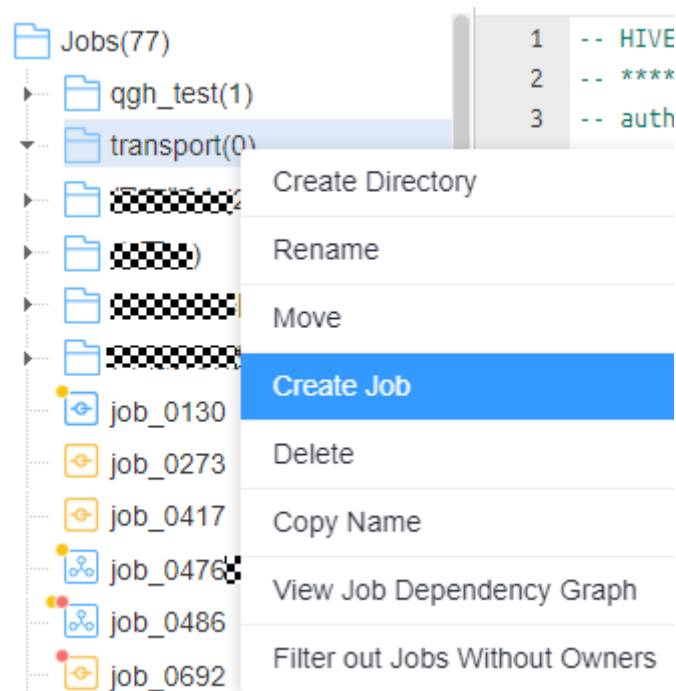 Jobs(77)
qgh_test(1)
transport(0)
job_0130
job_0273
job_0417
job_0476
job_0486
job_0692
1 -- HIVE
2 -- ****
3 -- auth
Create Directory
Rename
Move
Create Job
Delete
Copy Name
View Job Dependency Graph
Filter out Jobs Without Owners